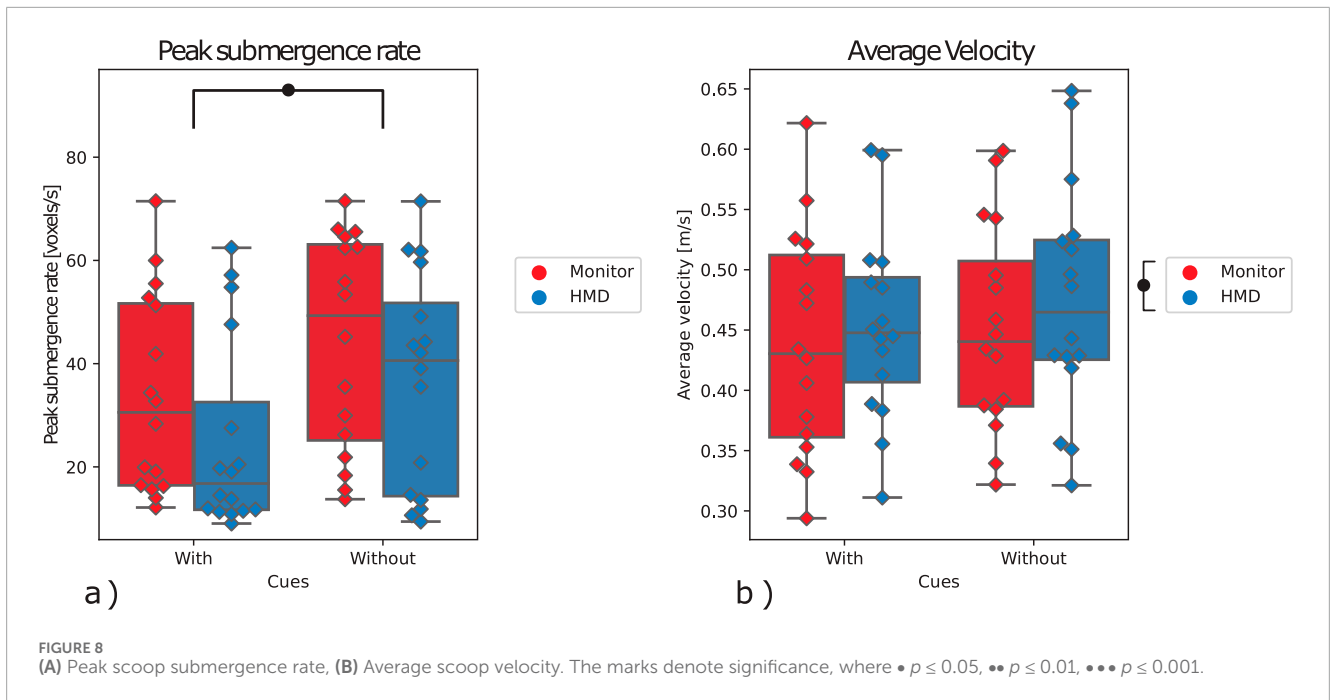 Peak submergence rate
Peak submergence rate [voxels/s]
80
60
40
20
With
Without
Cues
a )
Monitor
HMD
Average Velocity
Average velocity [m/s]
0.65
0.60
0.55
0.50
0.45
0.40
0.35
0.30
With
Without
Cues
b )
Monitor
HMD
FIGURE 8
(A) Peak scoop submergence rate, (B) Average scoop velocity. The marks denote significance, where • p ≤ 0.05, •• p ≤ 0.01, ••• p ≤ 0.001.